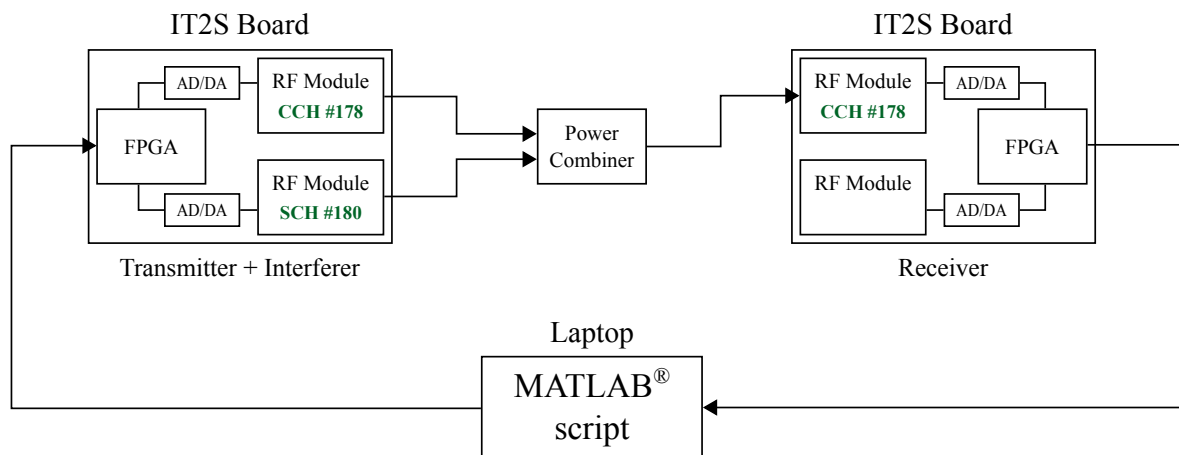 IT2S Board
AD/DA
RF Module
CCH #178
FPGA
AD/DA
RF Module
SCH #180
Transmitter + Interferer
Power
Combiner
IT2S Board
RF Module
CCH #178
AD/DA
FPGA
RF Module
AD/DA
Receiver
Laptop
MATLAB®
script